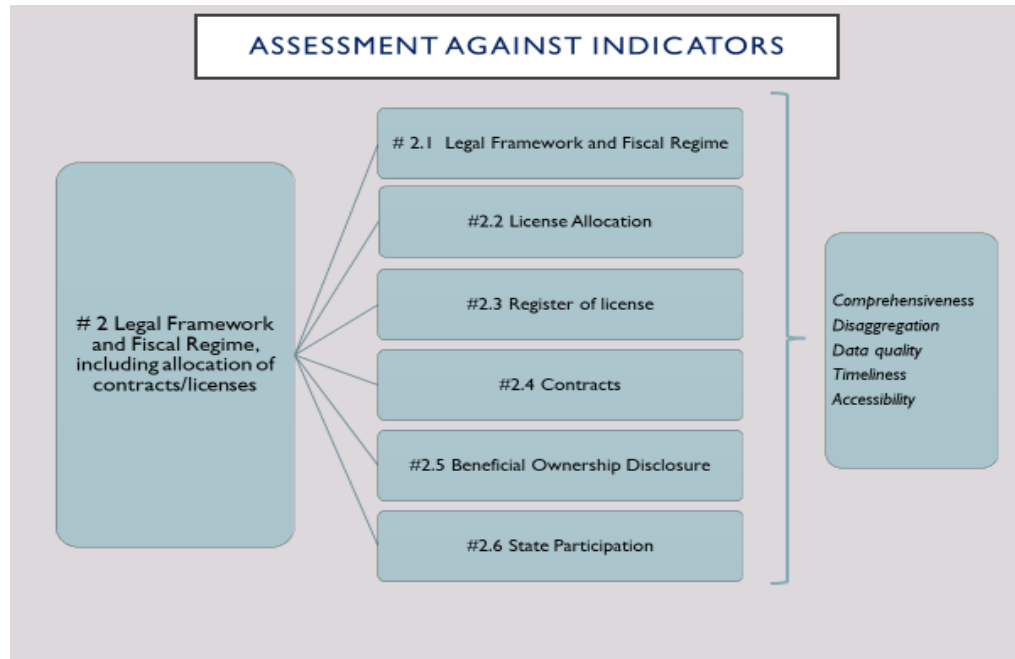 ASSESSMENT AGAINST INDICATORS
# 2 Legal Framework
and Fiscal Regime,
including allocation of
contracts/licenses
# 2.1 Legal Framework and Fiscal Regime
#2.2 License Allocation
#2.3 Register of license
#2.4 Contracts
#2.5 Beneficial Ownership Disclosure
#2.6 State Participation
Comprehensiveness
Disaggregation
Data quality
Timeliness
Accessibility